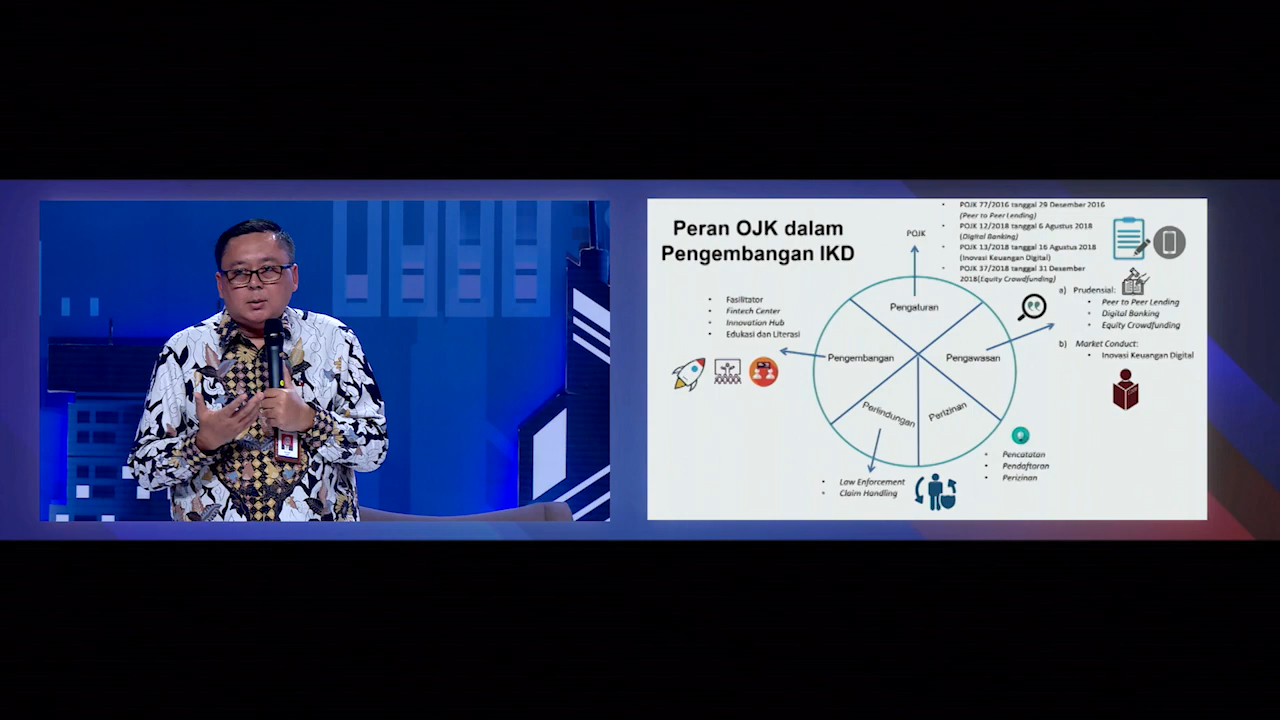 Peran OJK dalam
Pengembangan IKD
POJK
• POJK 77/2016 tanggal 29 Desember 2016
(Peer to Peer Lending)
• POJK 12/2018 tanggal 6 Agustus 2018
(Digital Banking)
• POJK 13/2018 tanggal 16 Agustus 2018
(Inovasi Keuangan Digital)
• POJK 37/2018 tanggal 31 Desember
2018(Equity Crowdfunding)
• Fasilitator
• Fintech Center
• Innovation Hub
• Edukasi dan Literasi
Pengaturan
Pengembangan
Pengawasan
Perlindungan
Perizinan
a) Prudensial:
• Peer to Peer Lending
• Digital Banking
• Equity Crowdfunding
b) Market Conduct:
• Inovasi Keuangan Digital
• Law Enforcement
• Claim Handling
• Pencatatan
• Pendaftaran
• Perizinan